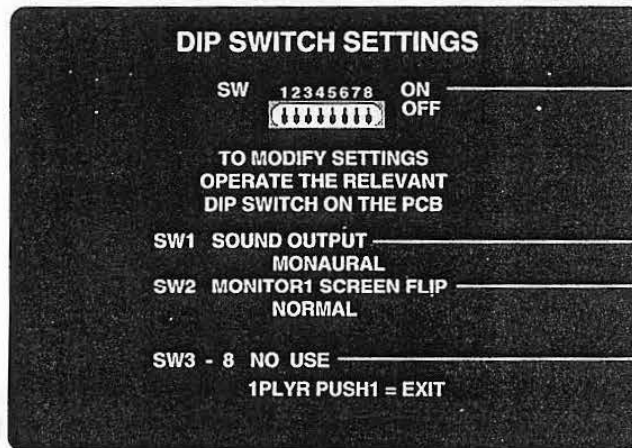 DIP SWITCH SETTINGS
SW 12345678 ON
OFF
TO MODIFY SETTINGS
OPERATE THE RELEVANT
DIP SWITCH ON THE PCB
SW1 SOUND OUTPUT
MONAURAL
SW2 MONITOR1 SCREEN FLIP
NORMAL
SW3 - 8 NO USE
1PLYR PUSH1 = EXIT